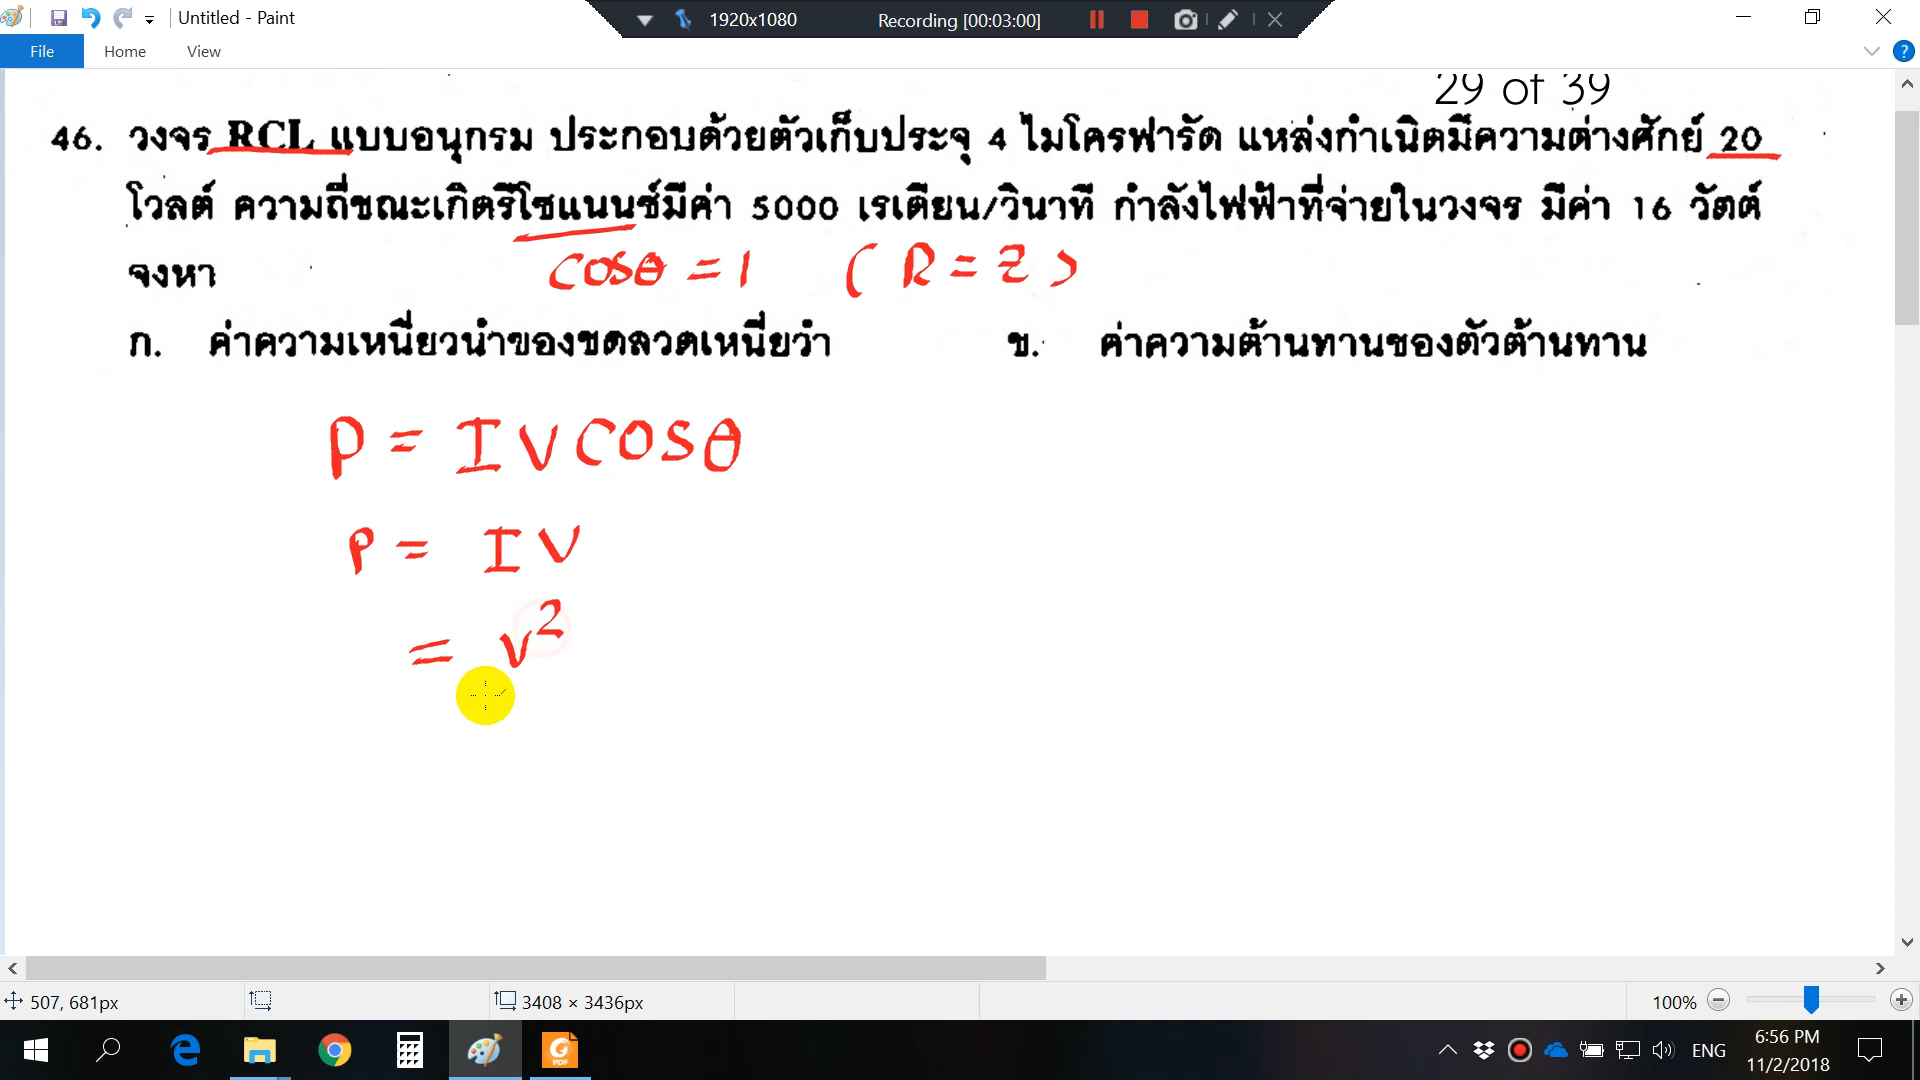 Untitled - Paint
1920x1080
Recording [00:03:00]
File
Home
View
29 of 39
46. วงจร RCL แบบอนุกรม ประกอบด้วยตัวเก็บประจุ 4 ไมโครฟารัด แหล่งกำเนิดมีความต่างศักย์ 20
โวลต์ ความถี่ขณะเกิดรีโซแนนซ์มีค่า 5000 เรเดียน/วินาที กำลังไฟฟ้าที่จ่ายในวงจร มีค่า 16 วัตต์
จงหา
cosθ = 1 ( R = Z )
ก. ค่าความเหนี่ยวนำของขดลวดเหนี่ยวำ
ข. ค่าความต้านทานของตัวต้านทาน
P = I V COSθ
P = I V
= V²
507, 681px
3408 × 3436px
100%
PDF
ENG
6:56 PM
11/2/2018